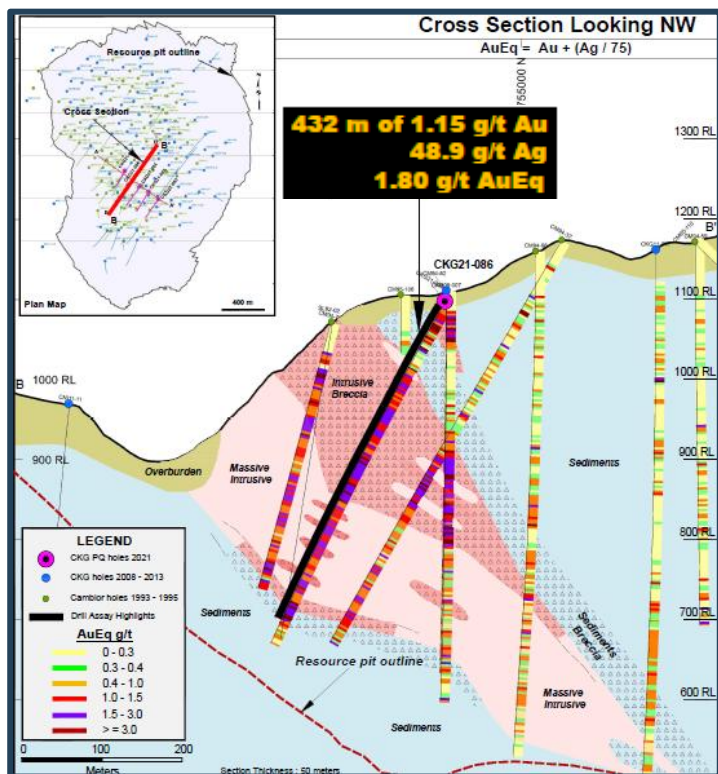 Cross Section Looking NW
AuEq = Au + (Ag / 75)
Resource pit outline
Cross Section
B'
B
Plan Map
400 m
755000 N
432 m of 1.15 g/t Au
48.9 g/t Ag
1.80 g/t AuEq
1300 RL
1200 RL
B'
CKG21-086
1100 RL
B
1000 RL
1000 RL
Intrusive
Breccia
900 RL
900 RL
Overburden
Massive
Intrusive
Sediments
800 RL
700 RL
600 RL
Sediments
Sediments
Breccia
Resource pit outline
Massive
Intrusive
Sediments
LEGEND
CKG PQ holes 2021
CKG holes 2008 - 2013
Cambior holes 1993 - 1995
Drill Assay Highlights
AuEq g/t
0 - 0.3
0.3 - 0.4
0.4 - 1.0
1.0 - 1.5
1.5 - 3.0
> = 3.0
0 100 200
Meters
Section Thickness : 50 meters